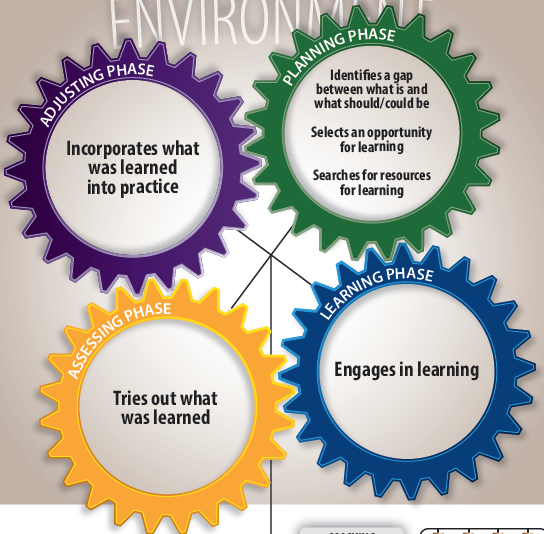 ENVIRONMENT
ADJUSTING PHASE
Incorporates what
was learned
into practice
PLANNING PHASE
Identifies a gap
between what is and
what should/could be
Selects an opportunity
for learning
Searches for resources
for learning
ASSESSING PHASE
Tries out what
was learned
LEARNING PHASE
Engages in learning